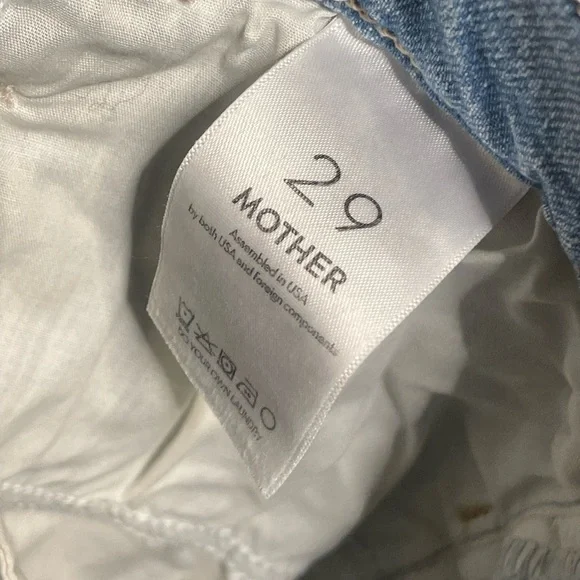 29
MOTHER
Assembled in USA
by both USA and foreign components
DO YOUR OWN LAUNDRY